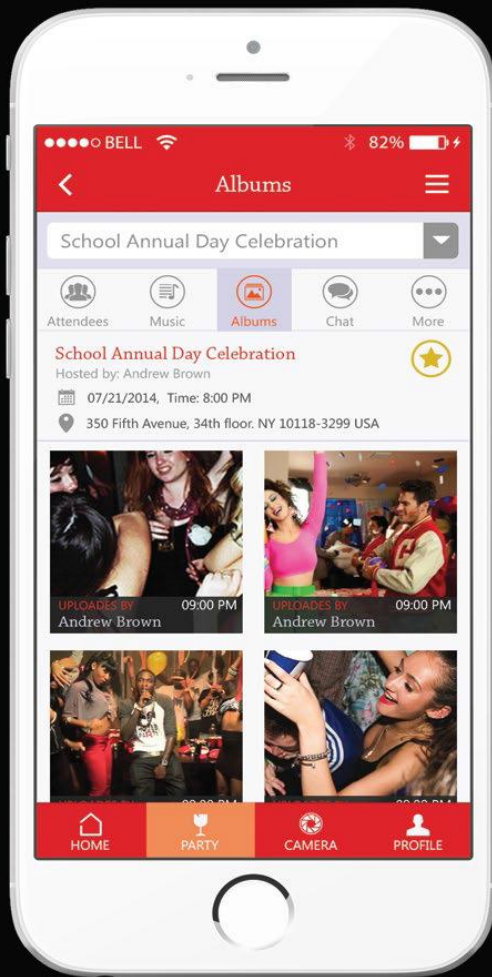 BELL 82%
Albums
School Annual Day Celebration
Attendees Music Albums Chat More
School Annual Day Celebration
Hosted by: Andrew Brown
07/21/2014, Time: 8:00 PM
350 Fifth Avenue, 34th floor. NY 10118-3299 USA
UPLOADES BY 09:00 PM
Andrew Brown
UPLOADES BY 09:00 PM
Andrew Brown
HOME PARTY CAMERA PROFILE